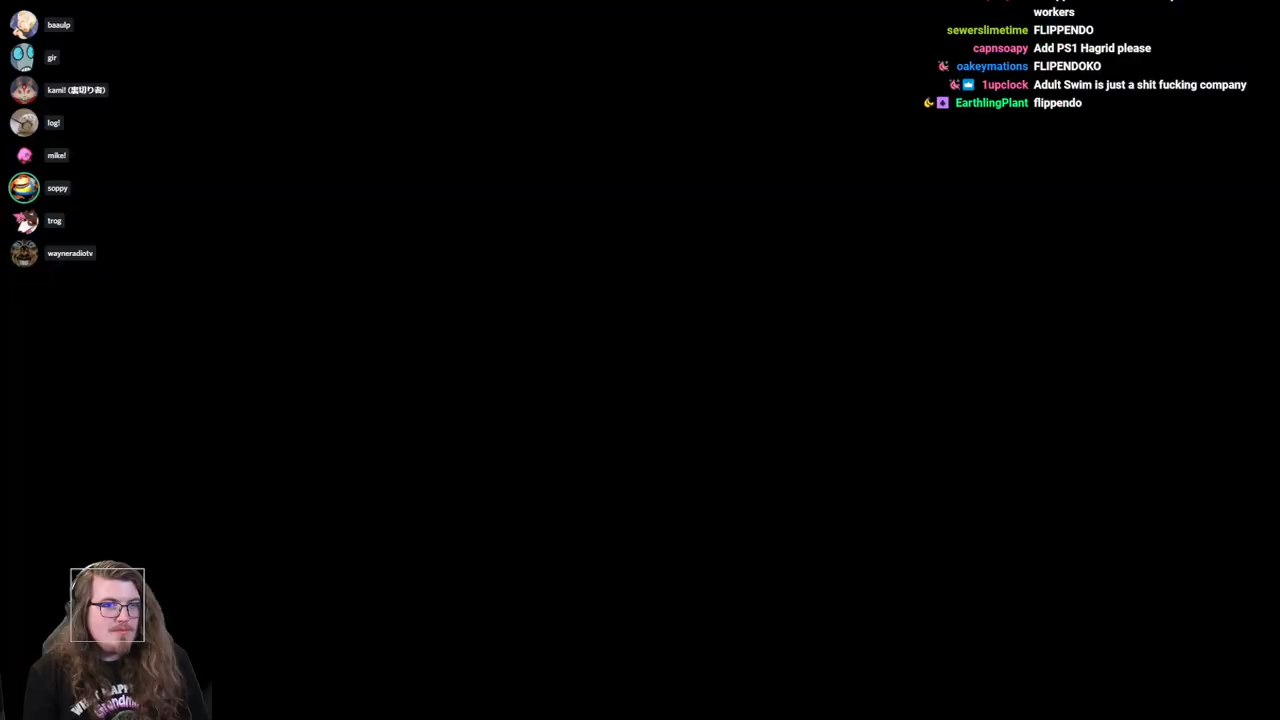 baaulp
gir
kami! (裏切り者)
log!
mike!
soppy
trog
wayneradiotv
workers
sewerslimetime FLIPPENDO
capnsoapy Add PS1 Hagrid please
oakeymations FLIPENDOKO
1upclock Adult Swim is just a shit fucking company
EarthlingPlant flippendo